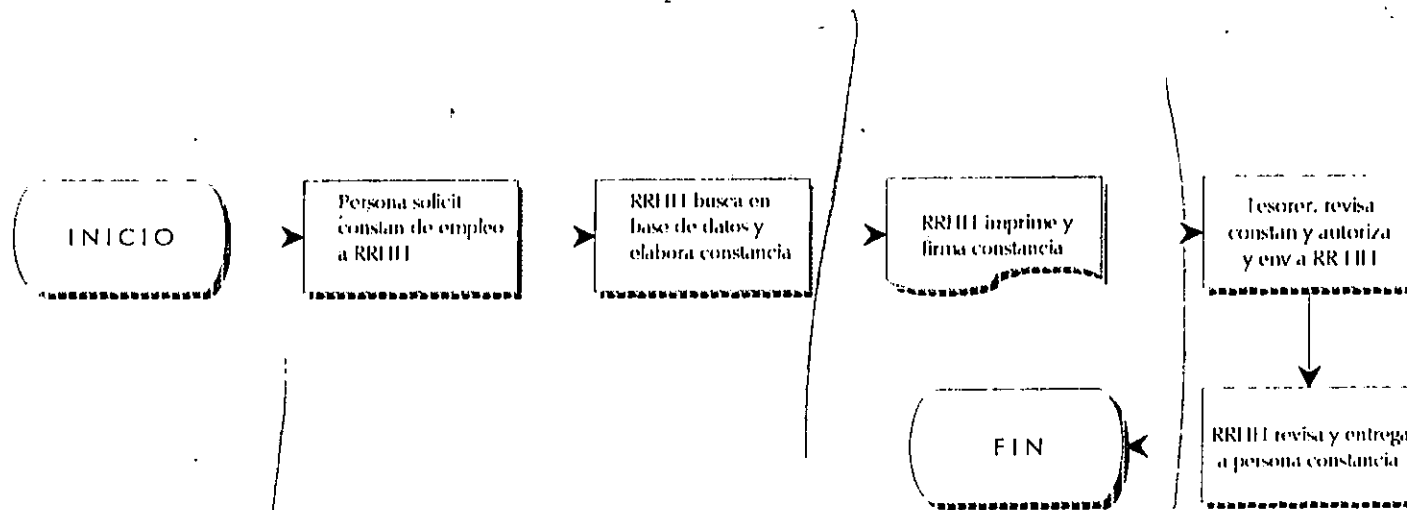 INICIO
Persona solicit
constan de empleo
a RRHH
RRHH busca en
base de datos y
elabora constancia
RRHH imprime y
firma constancia
Tesorer. revisa
constan y autoriza
y env a RRHH
RRHH revisa y entrega
a persona constancia
FIN